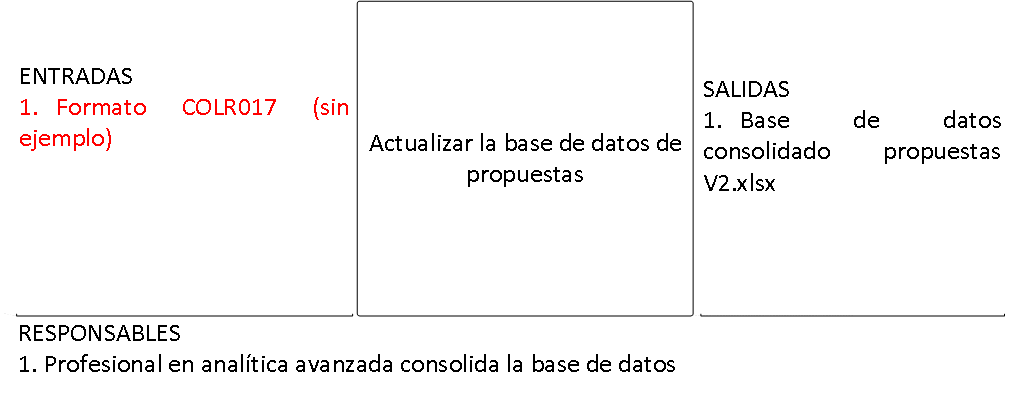 ENTRADAS
1. Formato COLR017 (sin
ejemplo)
Actualizar la base de datos de
propuestas
SALIDAS
1. Base de datos
consolidado propuestas
V2.xlsx
RESPONSABLES
1. Profesional en analítica avanzada consolida la base de datos